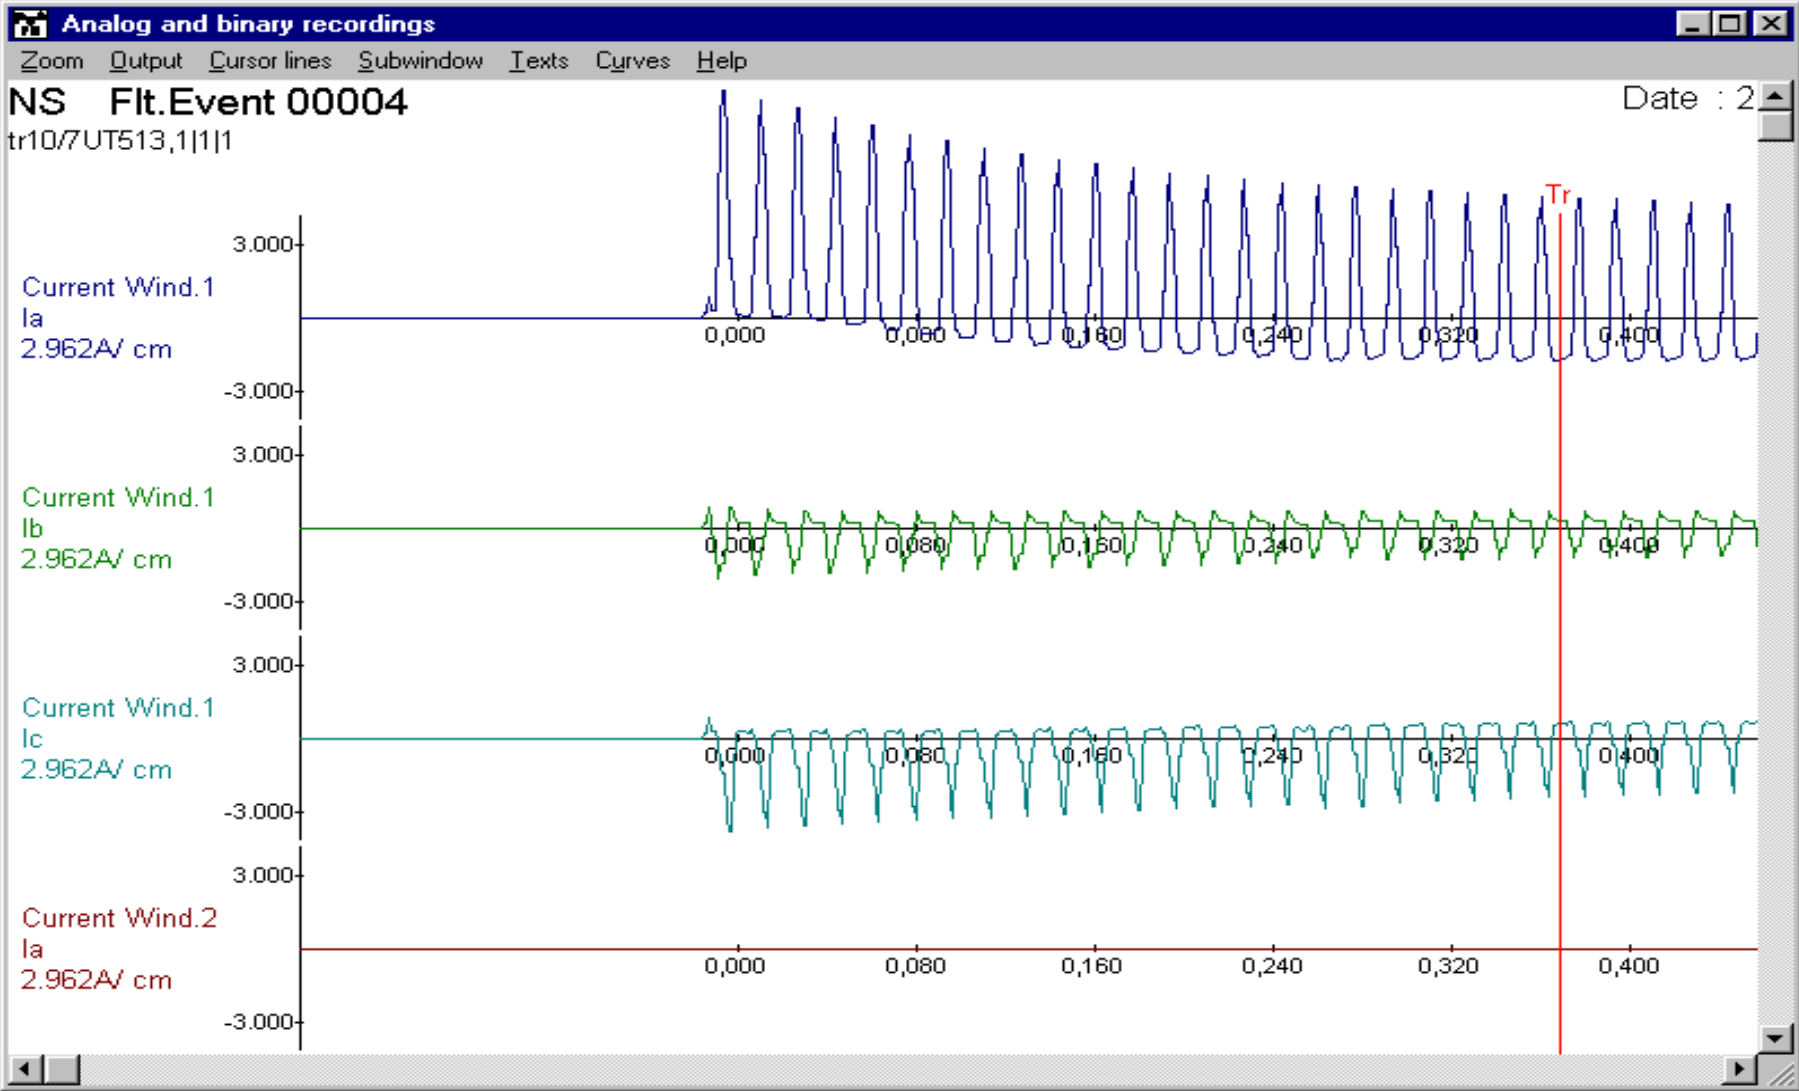 Analog and binary recordings
Zoom Output Cursor lines Subwindow Texts Curves Help
NS Flt.Event 00004 Date : 2
tr10/7UT513,1|1|1
Tr
3.000
Current Wind.1
Ia
2.962A/ cm
0,000 0,080 0,160 0,240 0,320 0,400
-3.000
3.000
Current Wind.1
Ib
2.962A/ cm
0,000 0,080 0,160 0,240 0,320 0,400
-3.000
3.000
Current Wind.1
Ic
2.962A/ cm
0,000 0,080 0,160 0,240 0,320 0,400
-3.000
3.000
Current Wind.2
Ia
2.962A/ cm
0,000 0,080 0,160 0,240 0,320 0,400
-3.000